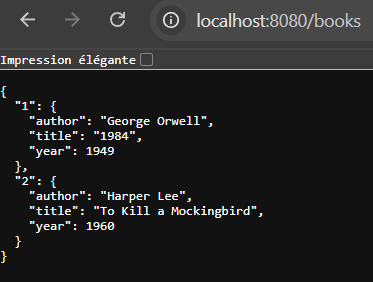 localhost:8080/books
Impression élégante
{
  "1": {
    "author": "George Orwell",
    "title": "1984",
    "year": 1949
  },
  "2": {
    "author": "Harper Lee",
    "title": "To Kill a Mockingbird",
    "year": 1960
  }
}